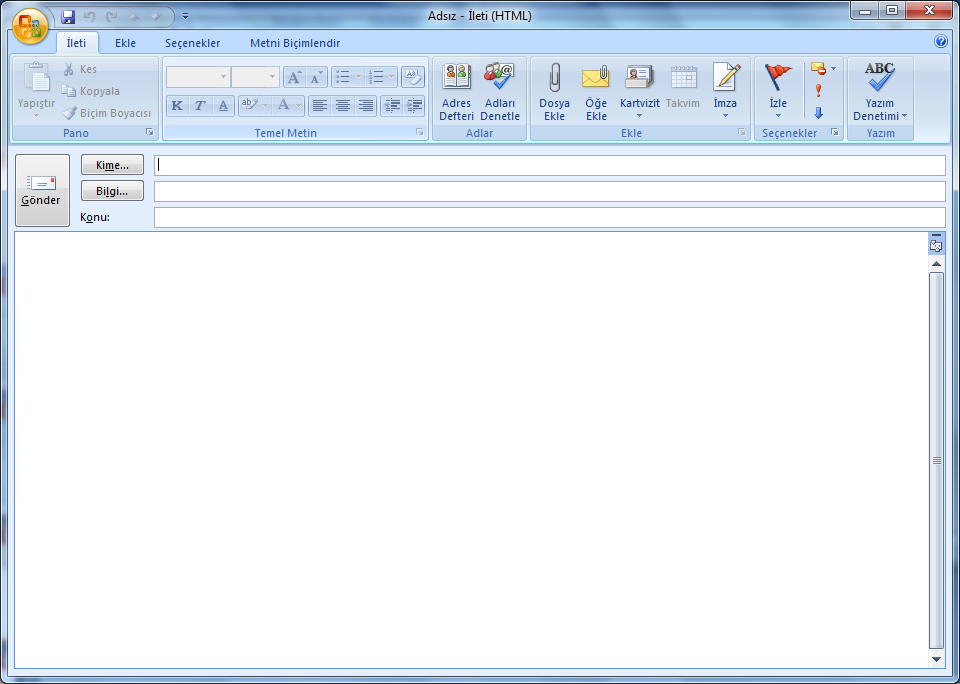 Adsız - İleti (HTML)
İleti Ekle Seçenekler Metni Biçimlendir
Yapıştır
Kes
Kopyala
Biçim Boyacısı
Pano
K T A
Temel Metin
Adres Defteri
Adları Denetle
Adlar
Dosya Ekle
Öğe Ekle
Kartvizit
Takvim
İmza
Ekle
İzle
Seçenekler
ABC
Yazım Denetimi
Yazım
Gönder
Kime...
Bilgi...
Konu: